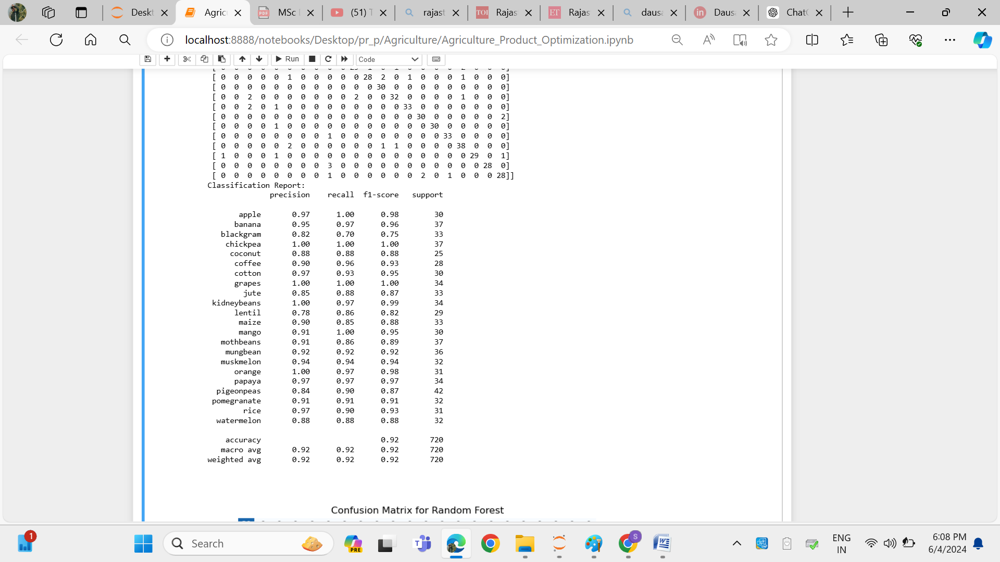 Deskt
Agric
MSc
(51) T
rajast
TOI Rajas
ET Rajas
daus
in Daus
Chat
localhost:8888/notebooks/Desktop/pr_p/Agriculture/Agriculture_Product_Optimization.ipynb
Run Code
[ 0 0 0 0 0 1 0 0 0 0 0 28 2 0 1 0 0 0 1 0 0 0]
[ 0 0 0 0 0 0 0 0 0 0 0 0 30 0 0 0 0 0 0 0 0 0]
[ 0 0 2 0 0 0 0 0 0 0 2 0 0 32 0 0 0 0 1 0 0 0]
[ 0 0 2 0 1 0 0 0 0 0 0 0 0 0 33 0 0 0 0 0 0 0]
[ 0 0 0 0 0 0 0 0 0 0 0 0 0 0 0 30 0 0 0 0 0 2]
[ 0 0 0 0 1 0 0 0 0 0 0 0 0 0 0 0 30 0 0 0 0 0]
[ 0 0 0 0 0 0 0 0 1 0 0 0 0 0 0 0 0 33 0 0 0 0]
[ 0 0 0 0 0 2 0 0 0 0 0 0 1 1 0 0 0 0 38 0 0 0]
[ 1 0 0 0 1 0 0 0 0 0 0 0 0 0 0 0 0 0 0 29 0 1]
[ 0 0 0 0 0 0 0 0 3 0 0 0 0 0 0 0 0 0 0 0 28 0]
[ 0 0 0 0 0 0 0 0 1 0 0 0 0 0 0 2 0 1 0 0 0 28]]
Classification Report:
precision recall f1-score support
apple 0.97 1.00 0.98 30
banana 0.95 0.97 0.96 37
blackgram 0.82 0.70 0.75 33
chickpea 1.00 1.00 1.00 37
coconut 0.88 0.88 0.88 25
coffee 0.90 0.96 0.93 28
cotton 0.97 0.93 0.95 30
grapes 1.00 1.00 1.00 34
jute 0.85 0.88 0.87 33
kidneybeans 1.00 0.97 0.99 34
lentil 0.78 0.86 0.82 29
maize 0.90 0.85 0.88 33
mango 0.91 1.00 0.95 30
mothbeans 0.91 0.86 0.89 37
mungbean 0.92 0.92 0.92 36
muskmelon 0.94 0.94 0.94 32
orange 1.00 0.97 0.98 31
papaya 0.97 0.97 0.97 34
pigeonpeas 0.84 0.90 0.87 42
pomegranate 0.91 0.91 0.91 32
rice 0.97 0.90 0.93 31
watermelon 0.88 0.88 0.88 32
accuracy 0.92 720
macro avg 0.92 0.92 0.92 720
weighted avg 0.92 0.92 0.92 720
Confusion Matrix for Random Forest
1
Search
PRE
S
ENG
IN
6:08 PM
6/4/2024